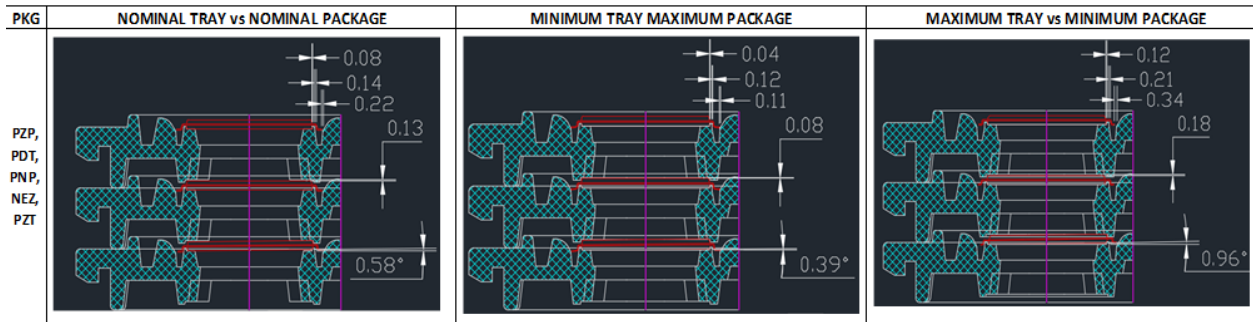 PKG
NOMINAL TRAY vs NOMINAL PACKAGE
MINIMUM TRAY MAXIMUM PACKAGE
MAXIMUM TRAY vs MINIMUM PACKAGE
PZP,
PDT,
PNP,
NEZ,
PZT
0.08
0.14
0.22
0.13
0.58°
0.04
0.12
0.11
0.08
0.39°
0.12
0.21
0.34
0.18
0.96°